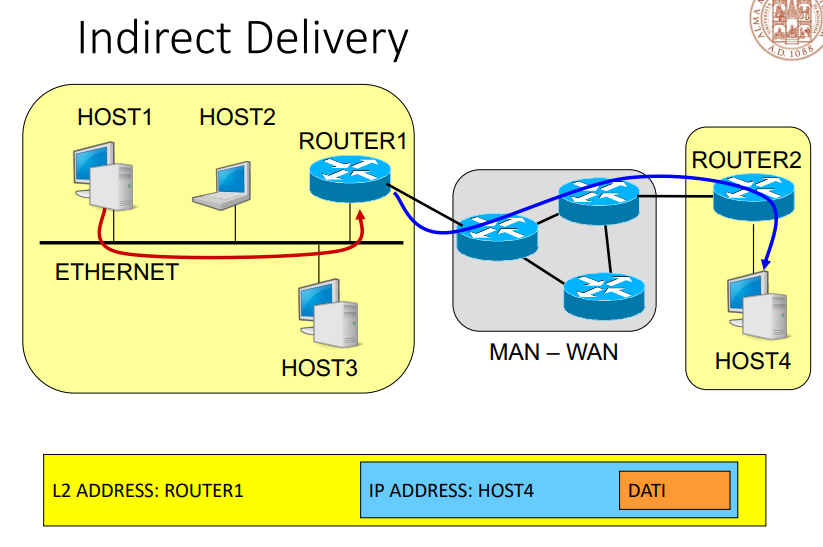 Indirect Delivery
ALMA M
A.D. 1088
HOST1
HOST2
ROUTER1
ROUTER2
ETHERNET
HOST3
MAN – WAN
HOST4
L2 ADDRESS: ROUTER1
IP ADDRESS: HOST4
DATI